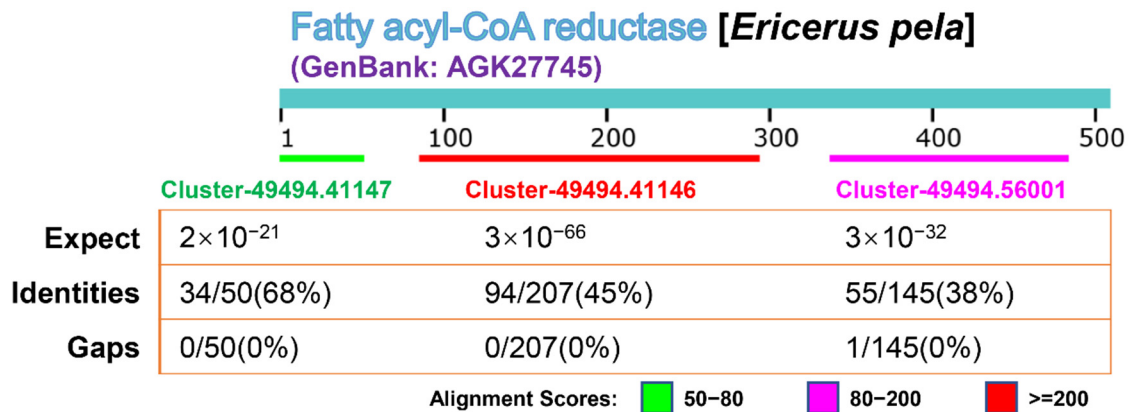 Fatty acyl-CoA reductase [Ericerus pela]
(GenBank: AGK27745)
1 100 200 300 400 500
Cluster-49494.41147 Cluster-49494.41146 Cluster-49494.56001
Expect 2×10⁻²¹ 3×10⁻⁶⁶ 3×10⁻³²
Identities 34/50(68%) 94/207(45%) 55/145(38%)
Gaps 0/50(0%) 0/207(0%) 1/145(0%)
Alignment Scores: 50−80 80−200 >=200